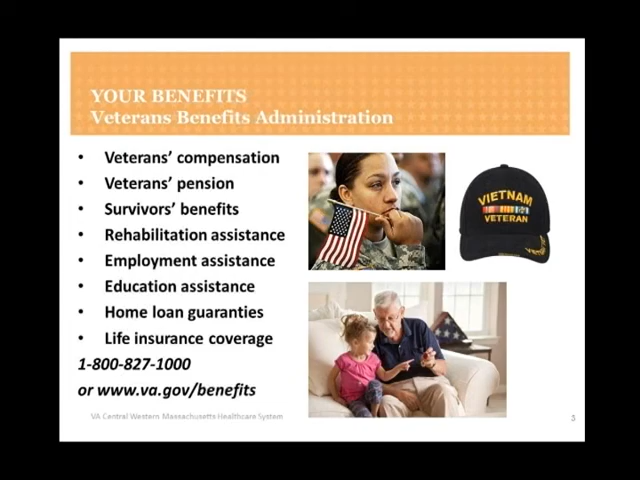 YOUR BENEFITS
Veterans Benefits Administration
• Veterans’ compensation
• Veterans’ pension
• Survivors’ benefits
• Rehabilitation assistance
• Employment assistance
• Education assistance
• Home loan guaranties
• Life insurance coverage
1-800-827-1000
or www.va.gov/benefits
VIETNAM
VETERAN
VA Central Western Massachusetts Healthcare System
5